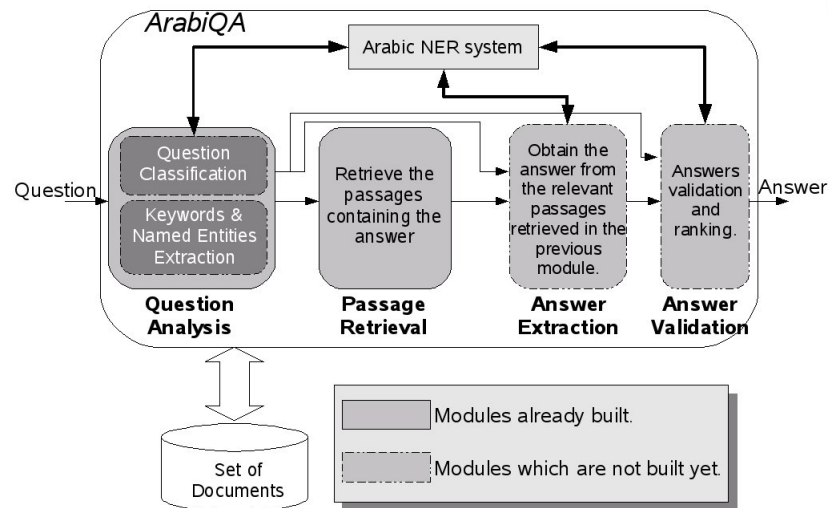 ArabiQA
Arabic NER system
Question
Question
Classification
Keywords &
Named Entities
Extraction
Question
Analysis
Retrieve the
passages
containing the
answer
Passage
Retrieval
Obtain the
answer from
the relevant
passages
retrieved in the
previous
module.
Answer
Extraction
Answers
validation
and
ranking.
Answer
Validation
Answer
Set of
Documents
Modules already built.
Modules which are not built yet.